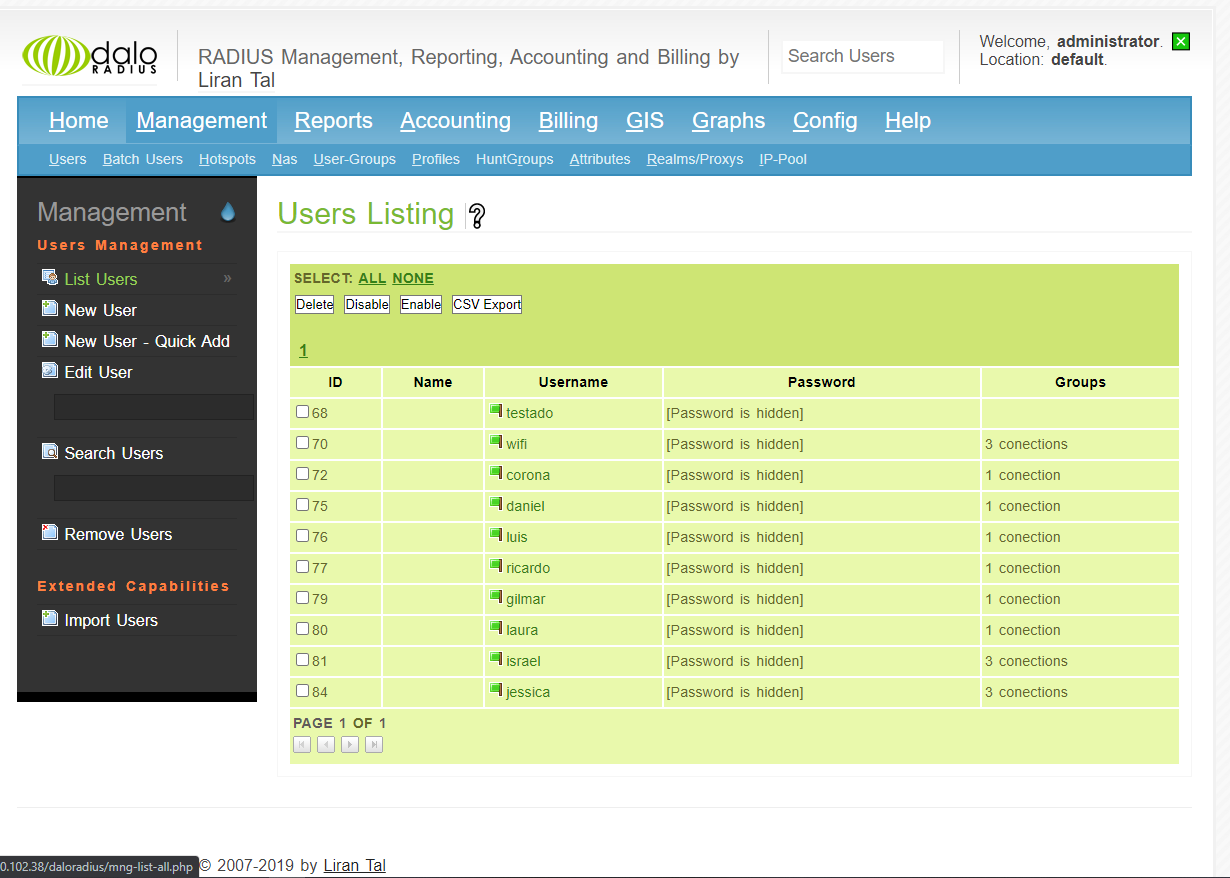 dalo
RADIUS
RADIUS Management, Reporting, Accounting and Billing by
Liran Tal
Search Users
Welcome, administrator.
Location: default.
Home Management Reports Accounting Billing GIS Graphs Config Help
Users Batch Users Hotspots Nas User-Groups Profiles HuntGroups Attributes Realms/Proxys IP-Pool
Management
Users Management
List Users »
New User
New User - Quick Add
Edit User
Search Users
Remove Users
Extended Capabilities
Import Users
Users Listing
SELECT: ALL NONE
Delete Disable Enable CSV Export
1
ID Name Username Password Groups
68 testado [Password is hidden]
70 wifi [Password is hidden] 3 conections
72 corona [Password is hidden] 1 conection
75 daniel [Password is hidden] 1 conection
76 luis [Password is hidden] 1 conection
77 ricardo [Password is hidden] 1 conection
79 gilmar [Password is hidden] 1 conection
80 laura [Password is hidden] 1 conection
81 israel [Password is hidden] 3 conections
84 jessica [Password is hidden] 3 conections
PAGE 1 OF 1
0.102.38/daloradius/mng-list-all.php © 2007-2019 by Liran Tal